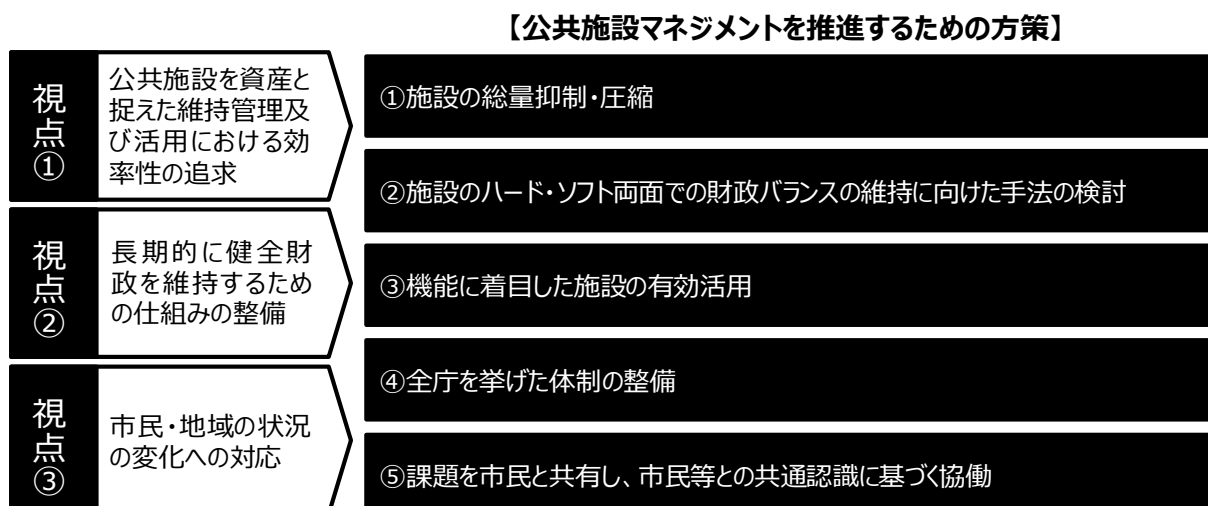 【公共施設マネジメントを推進するための方策】
視点①
公共施設を資産と
捉えた維持管理及
び活用における効
率性の追求
①施設の総量抑制・圧縮
②施設のハード・ソフト両面での財政バランスの維持に向けた手法の検討
視点②
長期的に健全財
政を維持するため
の仕組みの整備
③機能に着目した施設の有効活用
④全庁を挙げた体制の整備
視点③
市民・地域の状況
の変化への対応
⑤課題を市民と共有し、市民等との共通認識に基づく協働